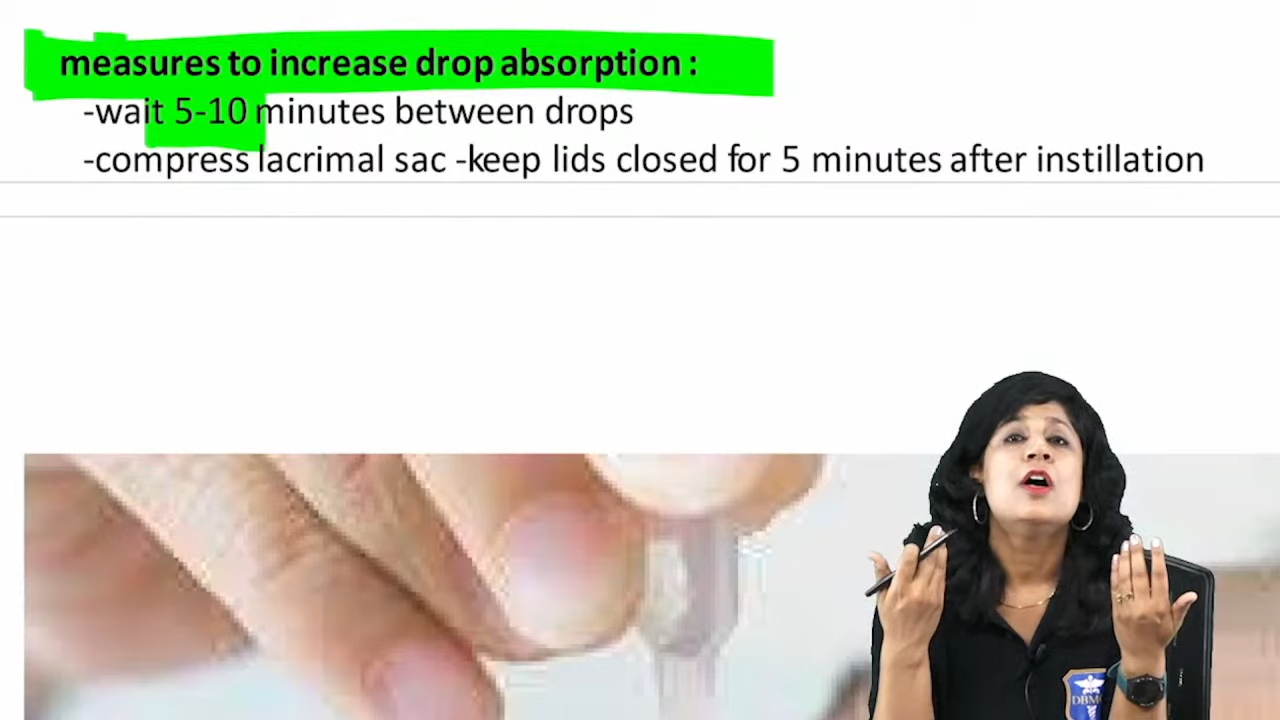 measures to increase drop absorption :
-wait 5-10 minutes between drops
-compress lacrimal sac -keep lids closed for 5 minutes after instillation